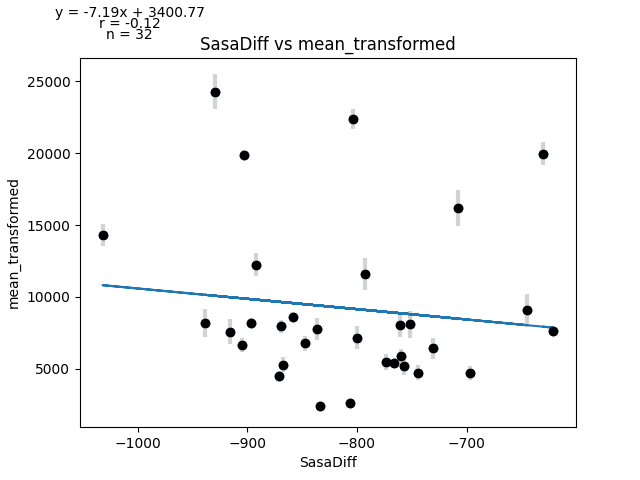 y = -7.19x + 3400.77
r = -0.12
n = 32
SasaDiff vs mean_transformed
25000
20000
15000
10000
5000
mean_transformed
−1000
−900
−800
−700
SasaDiff